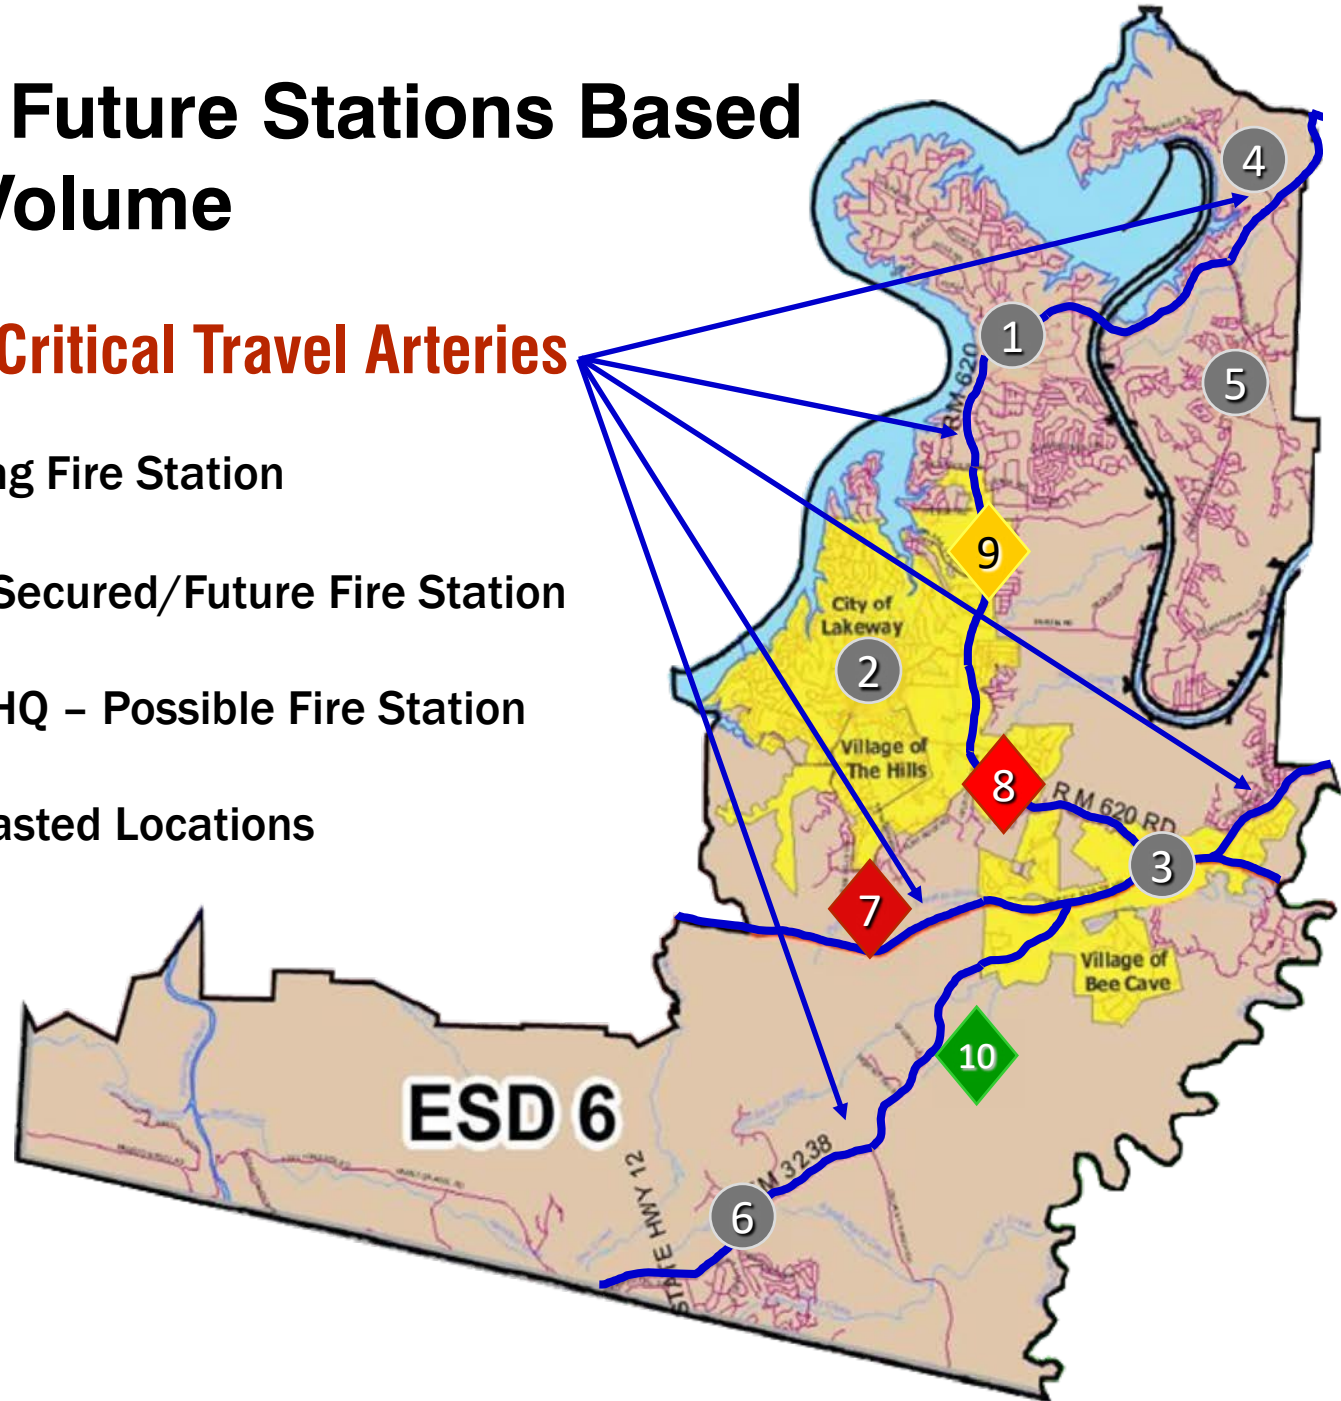 Future Stations Based
Volume
Critical Travel Arteries
ng Fire Station
Secured/Future Fire Station
HQ – Possible Fire Station
asted Locations
4
1
5
RM 620
9
City of
Lakeway
2
Village of
The Hills
8
R M 620 RD
3
7
Village of
Bee Cave
10
ESD 6
M 3238
STATE HWY 12
6